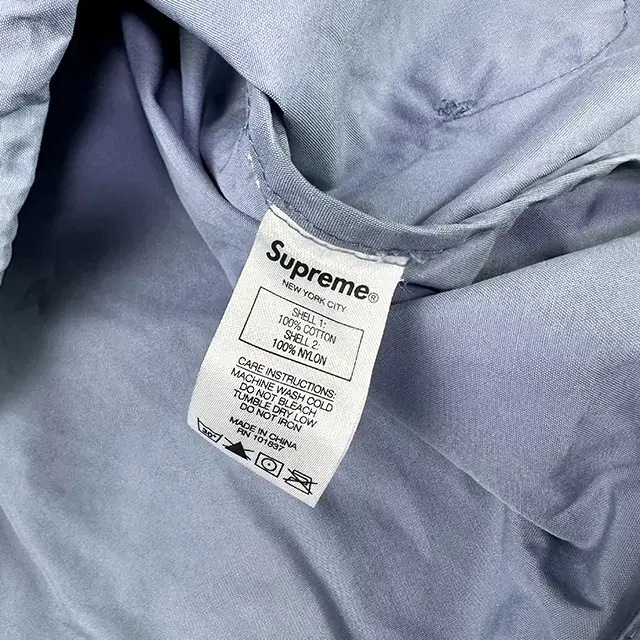 Supreme®
NEW YORK CITY
SHELL 1:
100% COTTON
SHELL 2:
100% NYLON
CARE INSTRUCTIONS:
MACHINE WASH COLD
DO NOT BLEACH
TUMBLE DRY LOW
DO NOT IRON
MADE IN CHINA
RN 101837
30°